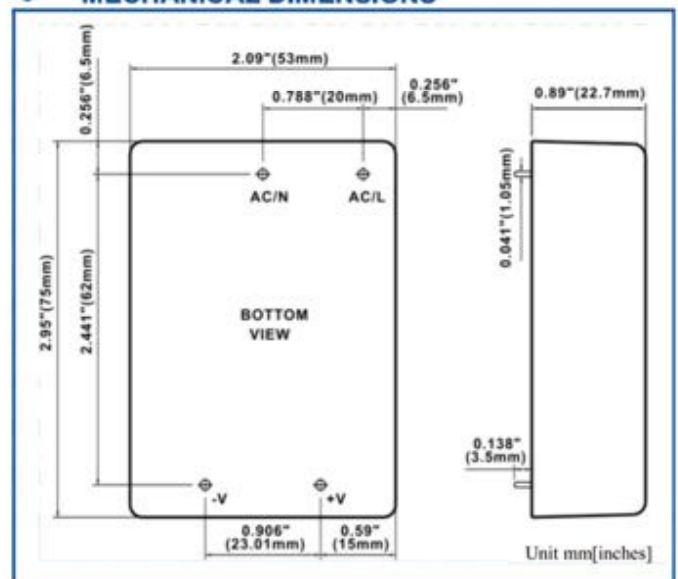 MECHANICAL DIMENSIONS
2.09"(53mm)
0.788"(20mm)
0.256"
(6.5mm)
0.256"(6.5mm)
0.89"(22.7mm)
AC/N
AC/L
0.041"(1.05mm)
2.95"(75mm)
2.441"(62mm)
BOTTOM
VIEW
0.138"
(3.5mm)
-V
+V
0.906"
(23.01mm)
0.59"
(15mm)
Unit mm[inches]